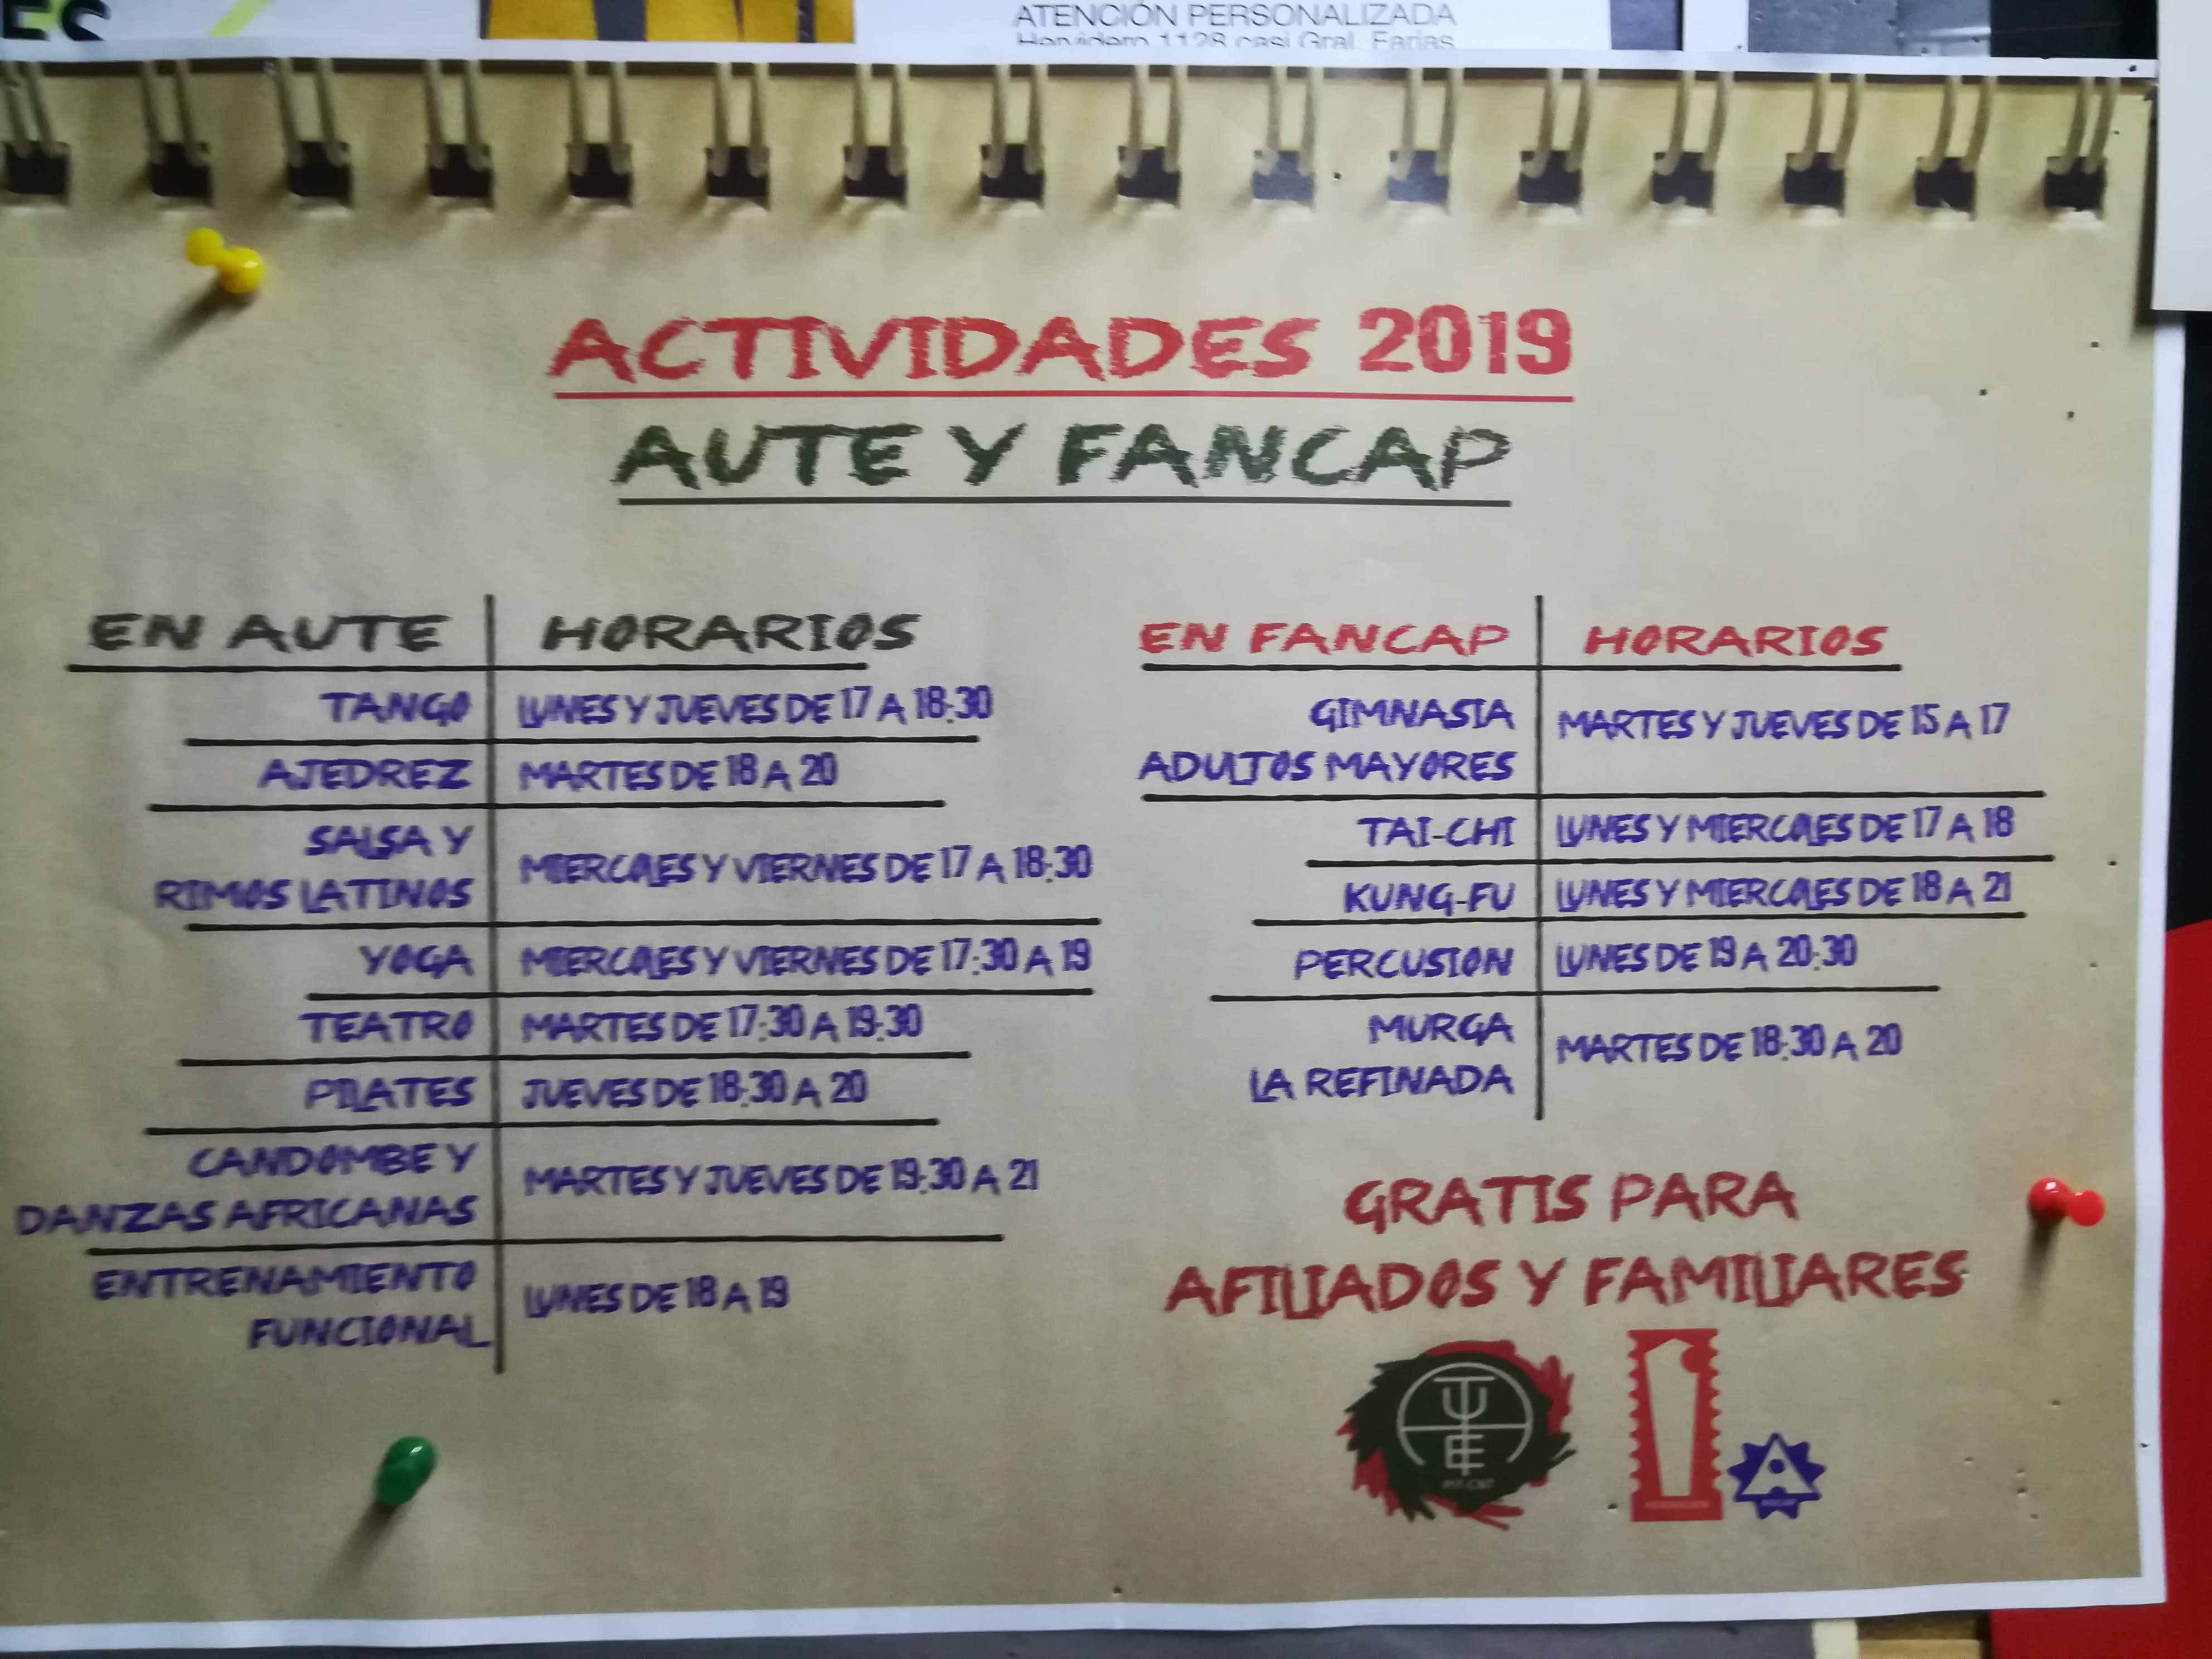 ES
ATENCIÓN PERSONALIZADA
Hervidero 1128 casi Gral. Farías
ACTIVIDADES 2019
AUTE Y FANCAP
EN AUTE HORARIOS
TANGO LUNES Y JUEVES DE 17 A 18:30
AJEDREZ MARTES DE 18 A 20
SALSA Y
RIMOS LATINOS MIERCOLES Y VIERNES DE 17 A 18:30
YOGA MIERCOLES Y VIERNES DE 17:30 A 19
TEATRO MARTES DE 17:30 A 19:30
PILATES JUEVES DE 18:30 A 20
CANDOMBE Y
DANZAS AFRICANAS MARTES Y JUEVES DE 19:30 A 21
ENTRENAMIENTO
FUNCIONAL LUNES DE 18 A 19
EN FANCAP HORARIOS
GIMNASIA
ADULTOS MAYORES MARTES Y JUEVES DE 15 A 17
TAI-CHI LUNES Y MIERCOLES DE 17 A 18
KUNG-FU LUNES Y MIERCOLES DE 18 A 21
PERCUSION LUNES DE 19 A 20:30
MURGA
LA REFINADA MARTES DE 18:30 A 20
GRATIS PARA
AFILIADOS Y FAMILIARES
PIT-CNT